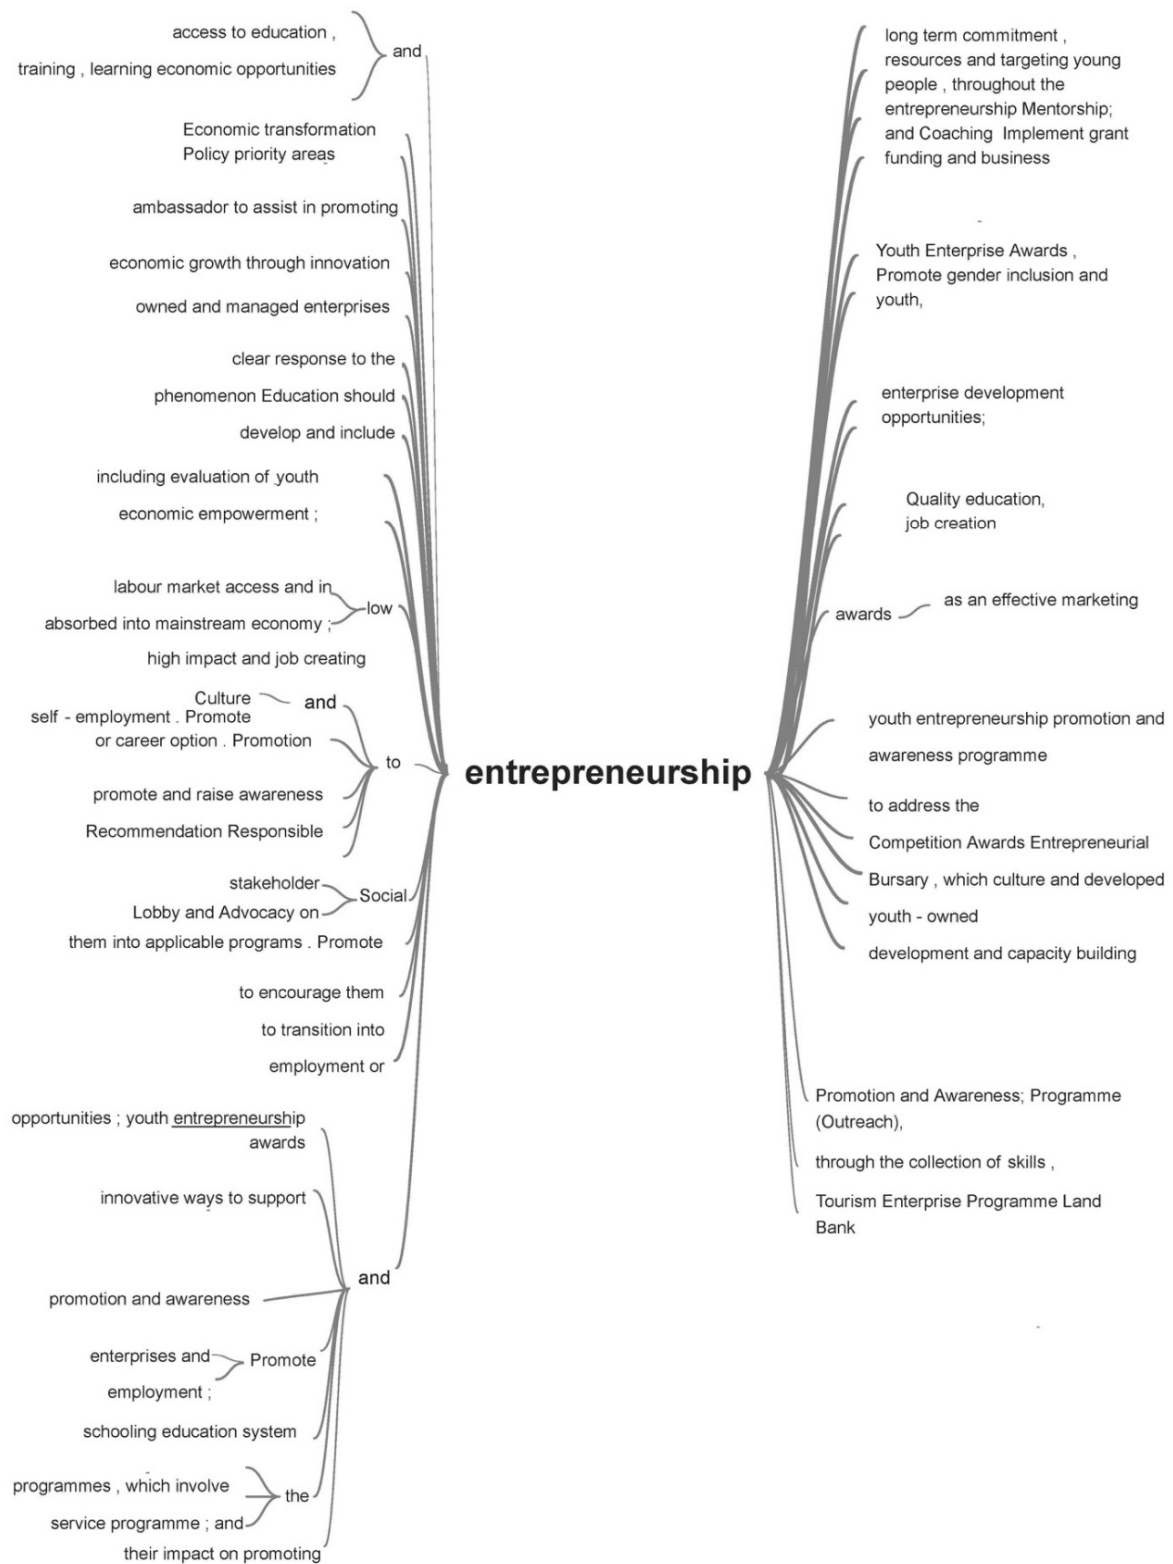 access to education ,
training , learning economic opportunities
and
Economic transformation
Policy priority areas
ambassador to assist in promoting
economic growth through innovation
owned and managed enterprises
clear response to the
phenomenon Education should
develop and include
including evaluation of youth
economic empowerment ;
labour market access and in
absorbed into mainstream economy ;
low
high impact and job creating
Culture
and
self - employment . Promote
or career option . Promotion
to
promote and raise awareness
Recommendation Responsible
stakeholder
Lobby and Advocacy on
Social
them into applicable programs . Promote
to encourage them
to transition into
employment or
opportunities ; youth entrepreneurship
awards
innovative ways to support
and
promotion and awareness
enterprises and
employment ;
Promote
schooling education system
programmes , which involve
service programme ; and
the
their impact on promoting
entrepreneurship
long term commitment ,
resources and targeting young
people , throughout the
entrepreneurship Mentorship;
and Coaching Implement grant
funding and business
Youth Enterprise Awards ,
Promote gender inclusion and
youth,
enterprise development
opportunities;
Quality education,
job creation
awards
as an effective marketing
youth entrepreneurship promotion and
awareness programme
to address the
Competition Awards Entrepreneurial
Bursary , which culture and developed
youth - owned
development and capacity building
Promotion and Awareness; Programme
(Outreach),
through the collection of skills ,
Tourism Enterprise Programme Land
Bank